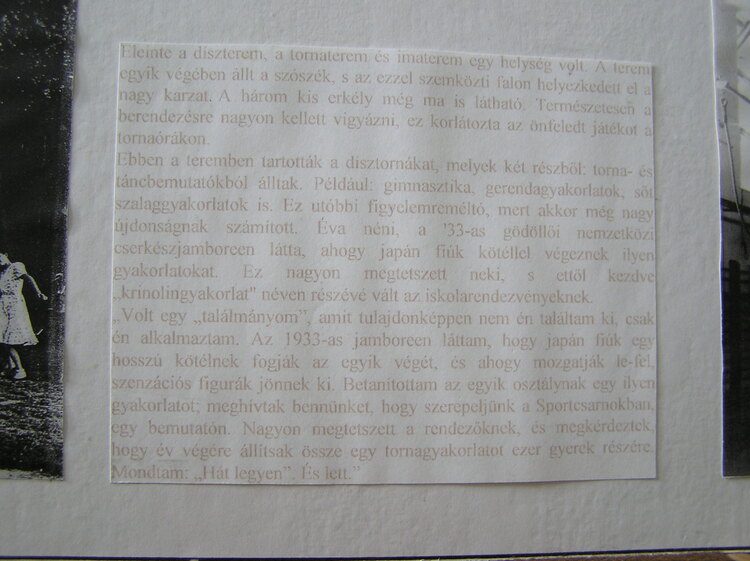 Eleinte a díszterem, a tornaterem és imaterem egy helység volt. A terem
egyik végében állt a szószék, s az ezzel szemközti falon helyezkedett el a
nagy karzat. A három kis erkély még ma is látható. Természetesen a
berendezésre nagyon kellett vigyázni, ez korlátozta az önfeledt játékot a
tornaórákon.
Ebben a teremben tartották a dísztornákat, melyek két részből: torna- és
táncbemutatókból álltak. Például: gimnasztika, gerendagyakorlatok, sőt
szalaggyakorlatok is. Ez utóbbi figyelemreméltó, mert akkor még nagy
újdonságnak számított. Éva néni, a '33-as gödöllői nemzetközi
cserkészjamboreen látta, ahogy japán fiúk kötéllel végeznek ilyen
gyakorlatokat. Ez nagyon megtetszett neki, s ettől kezdve
„krinolingyakorlat" néven részévé vált az iskolarendezvényeknek.
„Volt egy „találmányom”, amit tulajdonképpen nem én találtam ki, csak
én alkalmaztam. Az 1933-as jamboreen láttam, hogy japán fiúk egy
hosszú kötélnek fogják az egyik végét, és ahogy mozgatják le-fel,
szenzációs figurák jönnek ki. Betanítottam az egyik osztálynak egy ilyen
gyakorlatot; meghívtak bennünket, hogy szerepeljünk a Sportcsarnokban,
egy bemutatón. Nagyon megtetszett a rendezőknek, és megkérdeztek,
hogy év végére állítsak össze egy tornagyakorlatot ezer gyerek részére.
Mondtam: „Hát legyen”. És lett.”